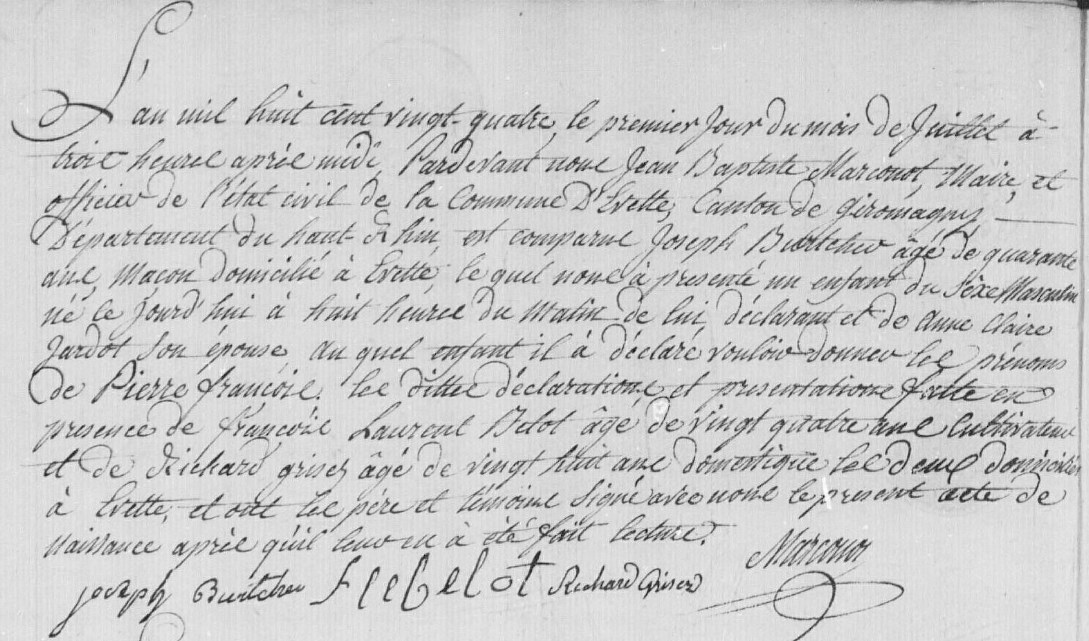 L'an mil huit cent vingt-quatre, le premier Jour du mois de Juillet à
trois heures après midi, Pardevant nous Jean Baptiste Marconot, Maire, et
officier de l'état civil de la Commune D'Evette, Canton de Giromagny,
Département du haut-Rhin, est comparu Joseph Burtcher âgé de quarante
ans, Maçon domicilié à Evette, le quel nous à presenté un enfant du Séxe Masculin
né le Jourd'hui à huit heures du Matin de lui, déclarant et de Anne Claire
Jardot Son épouse, au quel enfant il à déclaré vouloir donner les prénoms
de Pierre françois. les dittes déclarations et presentations faitte en
presence de françois Laurent Belot âgé de vingt quatre ans Cultivateur
et de Richard grisez âgé de vingt huit ans domestique les deux domiciliés
à Evette, et ont les père et témoins Signé avec nous le present acte de
Naissance après qu'il leur en à été fait lecture.
Marconot
joseph Burtcher F L Belot Richard Grisez